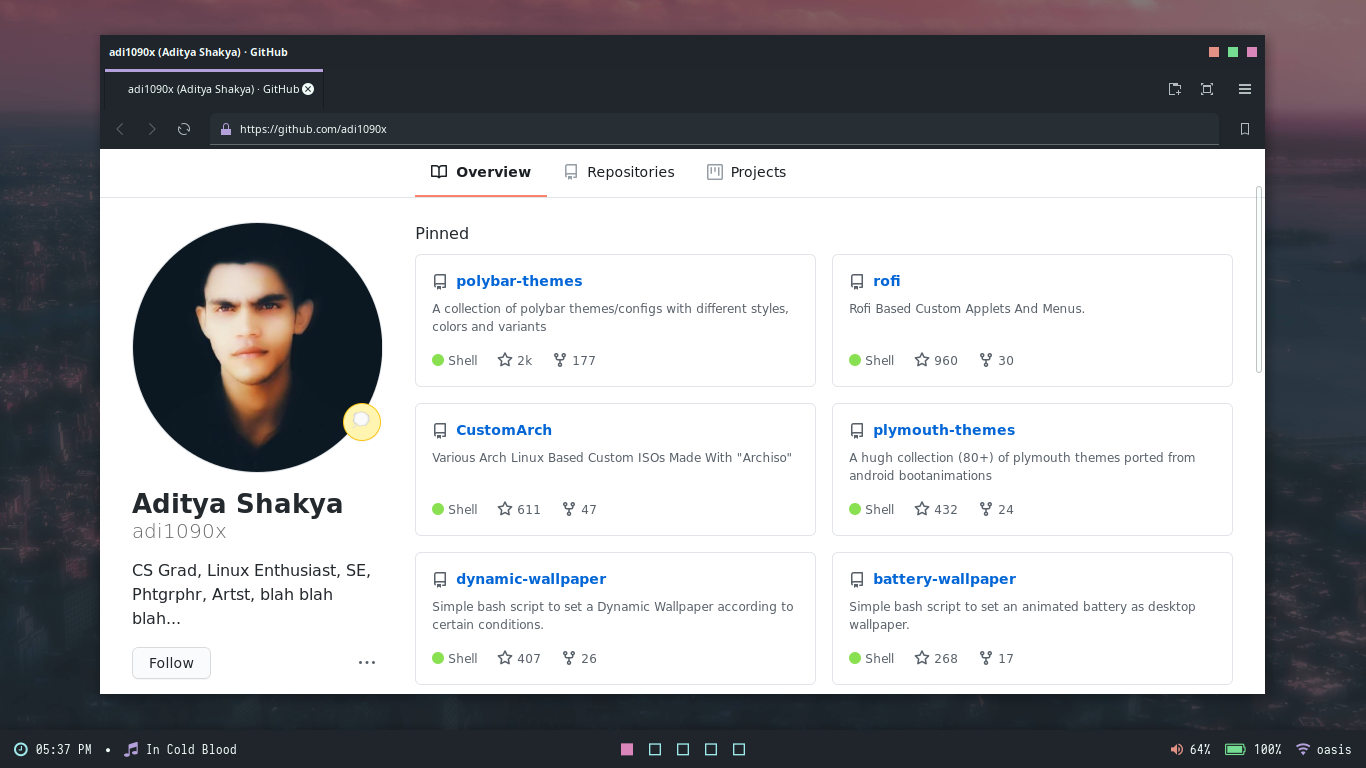 adi1090x (Aditya Shakya) · GitHub
adi1090x (Aditya Shakya) · GitHub
https://github.com/adi1090x
Overview
Repositories
Projects
Aditya Shakya
adi1090x
CS Grad, Linux Enthusiast, SE,
Phtgrphr, Artst, blah blah
blah...
Follow
Pinned
polybar-themes
A collection of polybar themes/configs with different styles,
colors and variants
Shell 2k 177
rofi
Rofi Based Custom Applets And Menus.
Shell 960 30
CustomArch
Various Arch Linux Based Custom ISOs Made With "Archiso"
Shell 611 47
plymouth-themes
A hugh collection (80+) of plymouth themes ported from
android bootanimations
Shell 432 24
dynamic-wallpaper
Simple bash script to set a Dynamic Wallpaper according to
certain conditions.
Shell 407 26
battery-wallpaper
Simple bash script to set an animated battery as desktop
wallpaper.
Shell 268 17
05:37 PM • In Cold Blood
64% 100% oasis